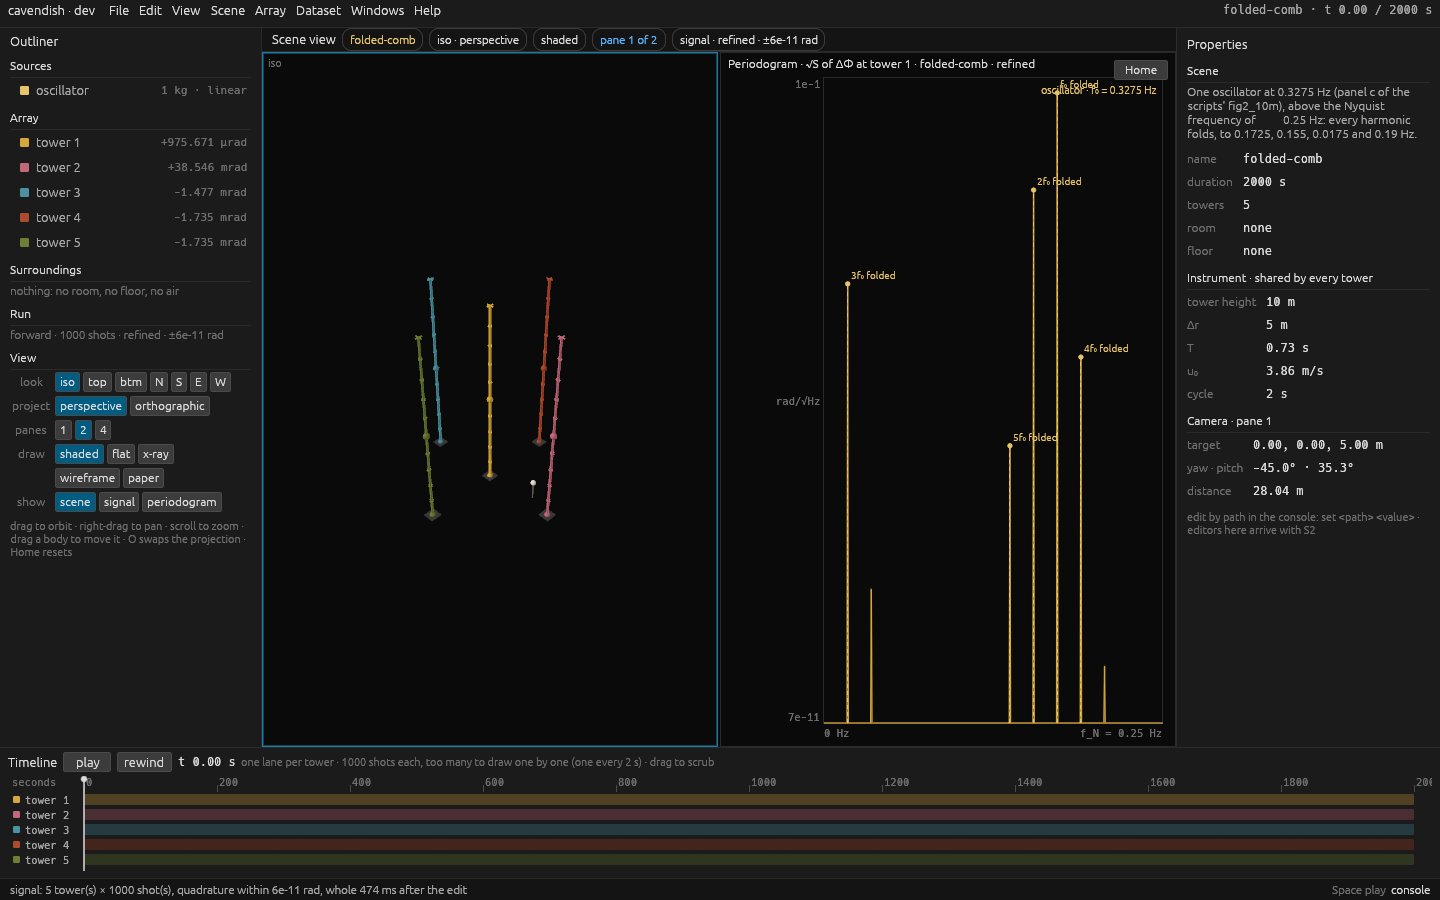 cavendish · dev File Edit View Scene Array Dataset Windows Help
folded-comb · t 0.00 / 2000 s
Outliner
Sources
oscillator 1 kg · linear
Array
tower 1 +975.671 μrad
tower 2 +38.546 mrad
tower 3 −1.477 mrad
tower 4 −1.735 mrad
tower 5 −1.735 mrad
Surroundings
nothing: no room, no floor, no air
Run
forward · 1000 shots · refined · ±6e-11 rad
View
look iso top btm N S E W
project perspective orthographic
panes 1 2 4
draw shaded flat x-ray
wireframe paper
show scene signal periodogram
drag to orbit · right-drag to pan · scroll to zoom ·
drag a body to move it · O swaps the projection ·
Home resets
Scene view folded-comb iso · perspective shaded pane 1 of 2 signal · refined · ±6e-11 rad
iso
Periodogram · √S of ΔΦ at tower 1 · folded-comb · refined
Home
1e-1
f₀ folded
oscillator · f₀ = 0.3275 Hz
2f₀ folded
3f₀ folded
4f₀ folded
rad/√Hz
5f₀ folded
7e-11
0 Hz
f_N = 0.25 Hz
Properties
Scene
One oscillator at 0.3275 Hz (panel c of the
scripts' fig2_10m), above the Nyquist
frequency of 0.25 Hz: every harmonic
folds, to 0.1725, 0.155, 0.0175 and 0.19 Hz.
name folded-comb
duration 2000 s
towers 5
room none
floor none
Instrument · shared by every tower
tower height 10 m
Δr 5 m
T 0.73 s
u₀ 3.86 m/s
cycle 2 s
Camera · pane 1
target 0.00, 0.00, 5.00 m
yaw · pitch −45.0° · 35.3°
distance 28.04 m
edit by path in the console: set <path> <value> ·
editors here arrive with S2
Timeline play rewind t 0.00 s one lane per tower · 1000 shots each, too many to draw one by one (one every 2 s) · drag to scrub
seconds 0 200 400 600 800 1000 1200 1400 1600 1800
tower 1
tower 2
tower 3
tower 4
tower 5
signal: 5 tower(s) × 1000 shot(s), quadrature within 6e-11 rad, whole 474 ms after the edit
Space play console